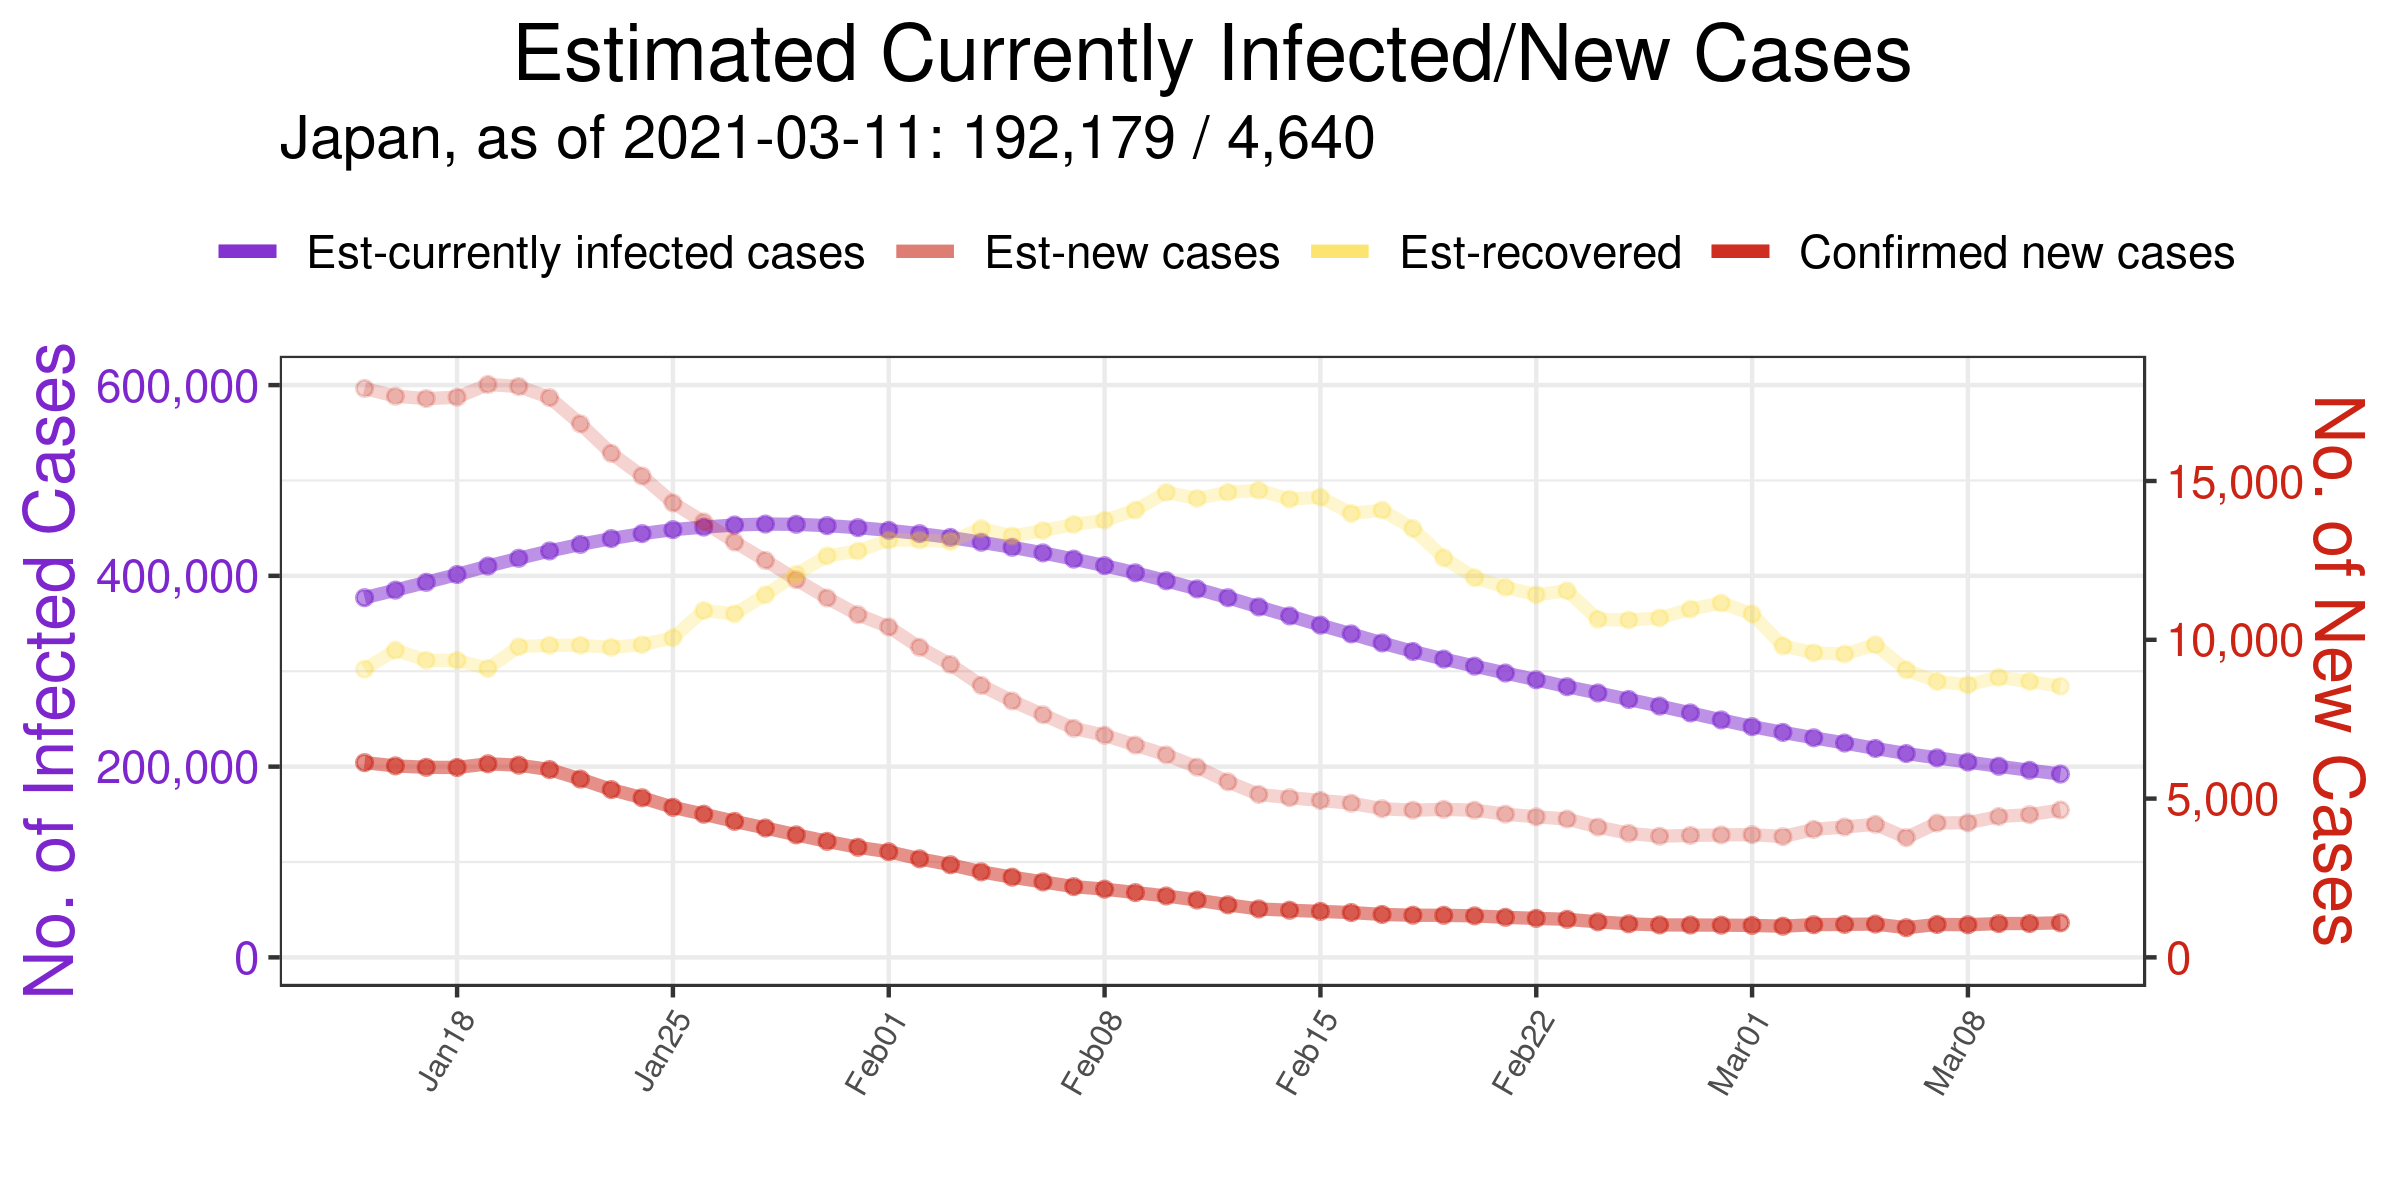 Estimated Currently Infected/New Cases
Japan, as of 2021-03-11: 192,179 / 4,640
Est-currently infected cases Est-new cases Est-recovered Confirmed new cases
No. of Infected Cases
600,000
400,000
200,000
0
15,000
10,000
5,000
0
No. of New Cases
Jan18 Jan25 Feb01 Feb08 Feb15 Feb22 Mar01 Mar08